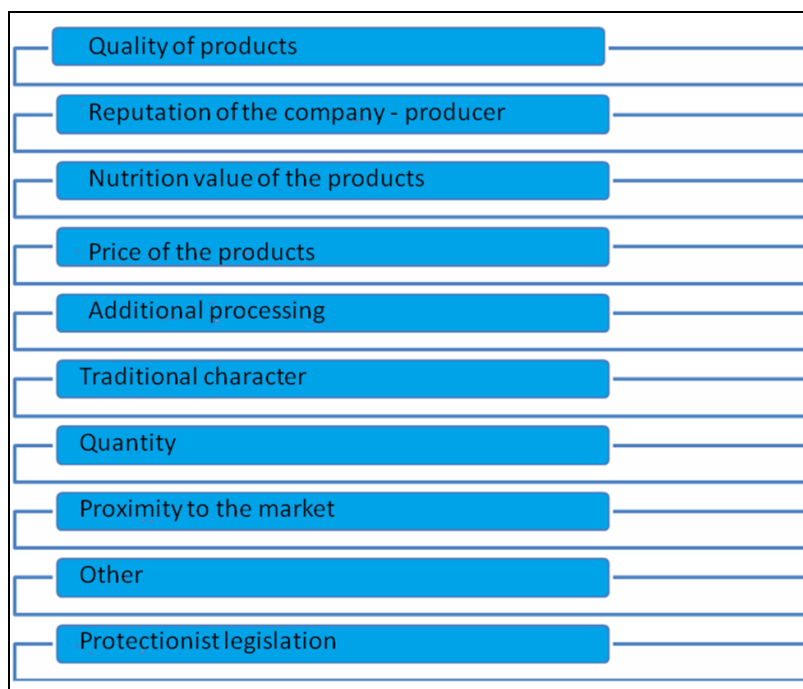 Quality of products
Reputation of the company - producer
Nutrition value of the products
Price of the products
Additional processing
Traditional character
Quantity
Proximity to the market
Other
Protectionist legislation